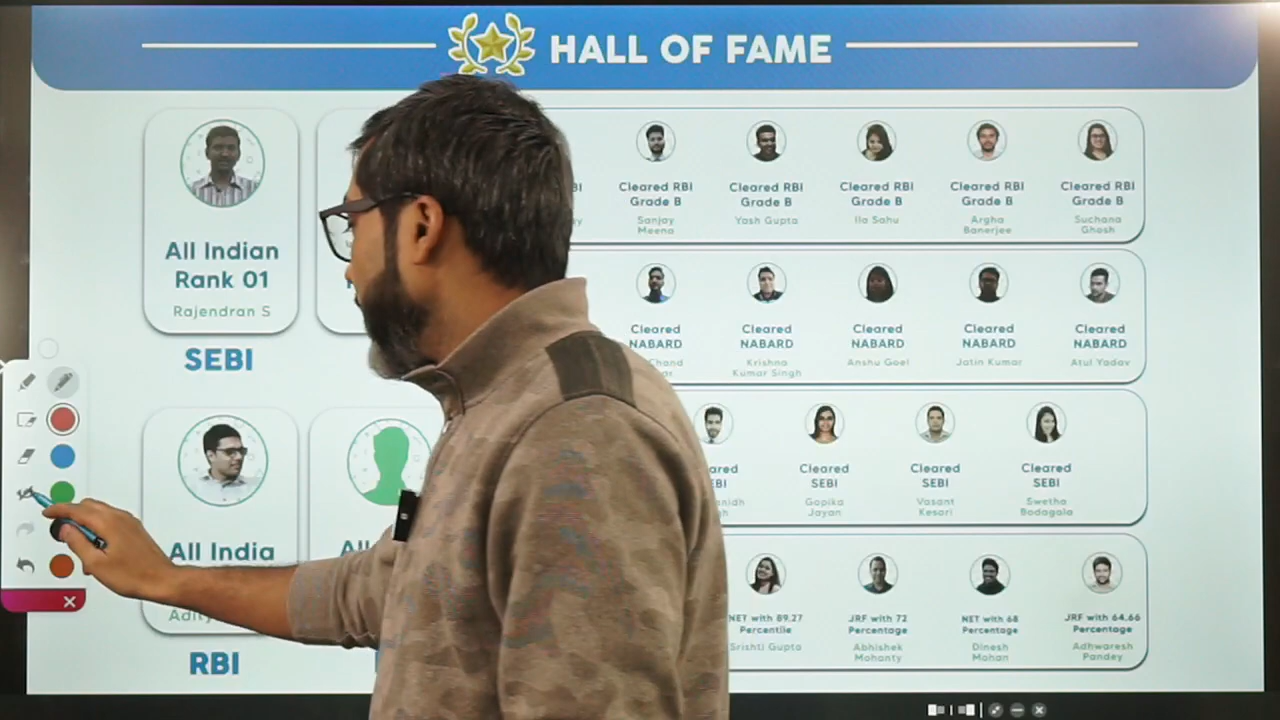 HALL OF FAME
All Indian
Rank 01
Rajendran S
SEBI
Cleared RBI
Grade B
Sanjay
Meena
Cleared RBI
Grade B
Yash Gupta
Cleared RBI
Grade B
Ila Sahu
Cleared RBI
Grade B
Argha
Banerjee
Cleared RBI
Grade B
Suchana
Ghosh
Cleared
NABARD
Chand
Cleared
NABARD
Krishna
Kumar Singh
Cleared
NABARD
Anshu Goel
Cleared
NABARD
Jatin Kumar
Cleared
NABARD
Atul Yadav
Cleared
SEBI
Gopika
Jayan
Cleared
SEBI
Vasant
Kesari
Cleared
SEBI
Swetha
Bodagala
All India
RBI
NET with 89.27
Percentile
Srishti Gupta
JRF with 72
Percentage
Abhishek
Mohanty
NET with 68
Percentage
Dinesh
Mohan
JRF with 64.66
Percentage
Adhwaresh
Pandey